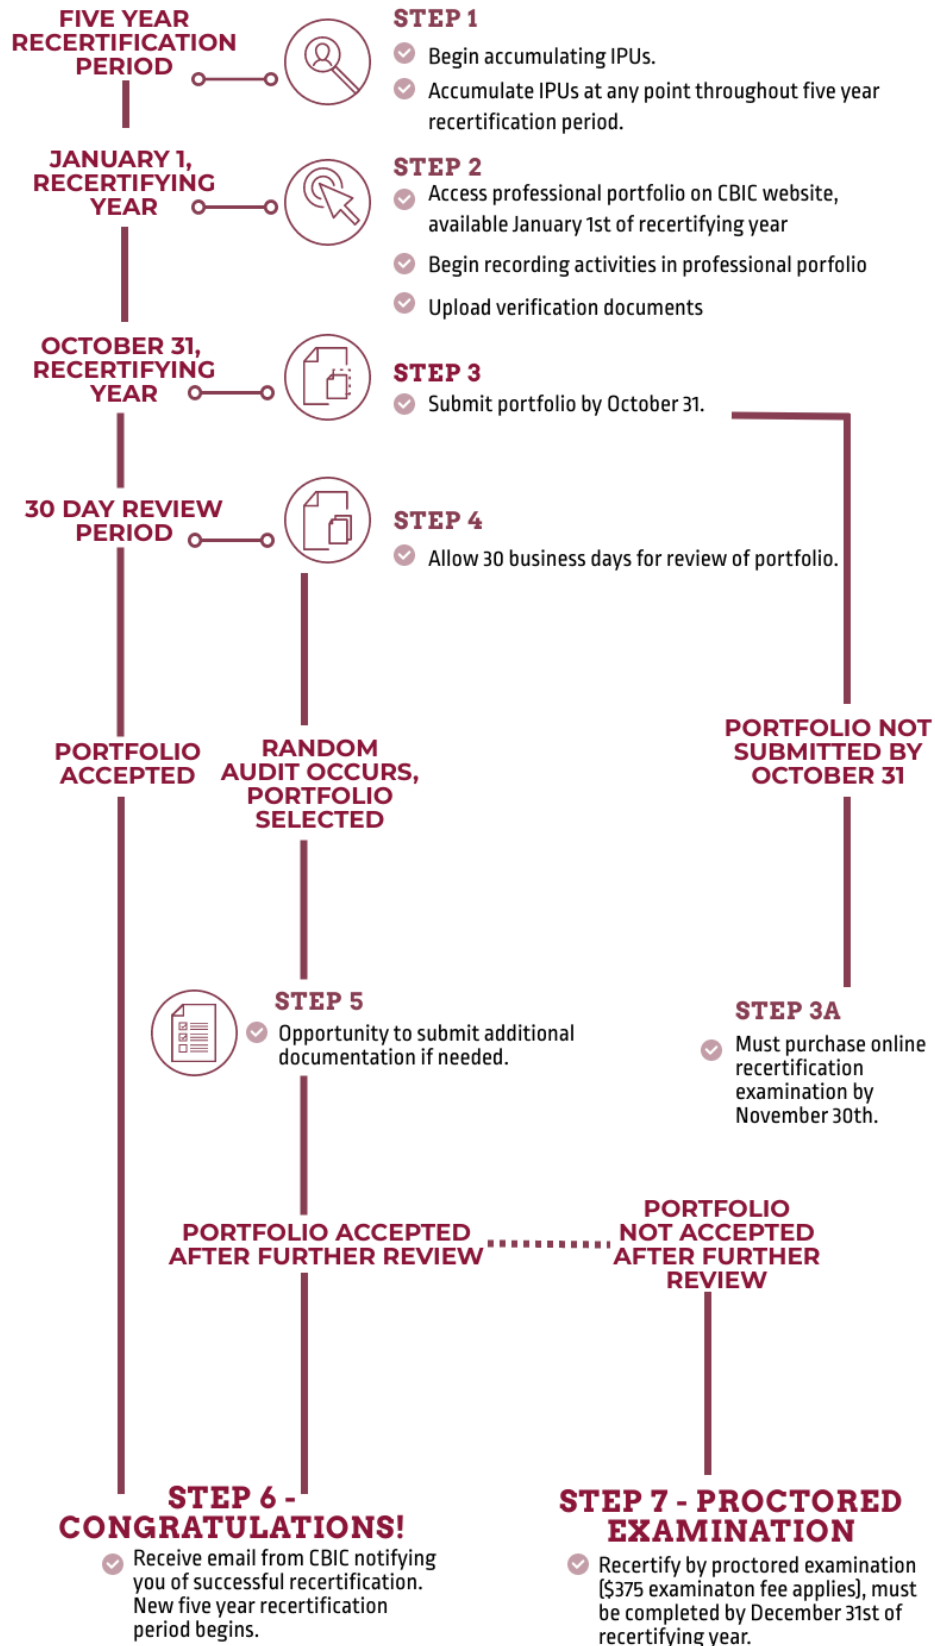 FIVE YEAR
RECERTIFICATION
PERIOD
STEP 1
Begin accumulating IPUs.
Accumulate IPUs at any point throughout five year
recertification period.
JANUARY 1,
RECERTIFYING
YEAR
STEP 2
Access professional portfolio on CBIC website,
available January 1st of recertifying year
Begin recording activities in professional porfolio
Upload verification documents
OCTOBER 31,
RECERTIFYING
YEAR
STEP 3
Submit portfolio by October 31.
30 DAY REVIEW
PERIOD
STEP 4
Allow 30 business days for review of portfolio.
PORTFOLIO
ACCEPTED
RANDOM
AUDIT OCCURS,
PORTFOLIO
SELECTED
PORTFOLIO NOT
SUBMITTED BY
OCTOBER 31
STEP 5
Opportunity to submit additional
documentation if needed.
STEP 3A
Must purchase online
recertification
examination by
November 30th.
PORTFOLIO ACCEPTED
AFTER FURTHER REVIEW
PORTFOLIO
NOT ACCEPTED
AFTER FURTHER
REVIEW
STEP 6 -
CONGRATULATIONS!
Receive email from CBIC notifying
you of successful recertification.
New five year recertification
period begins.
STEP 7 - PROCTORED
EXAMINATION
Recertify by proctored examination
($375 examinaton fee applies), must
be completed by December 31st of
recertifying year.